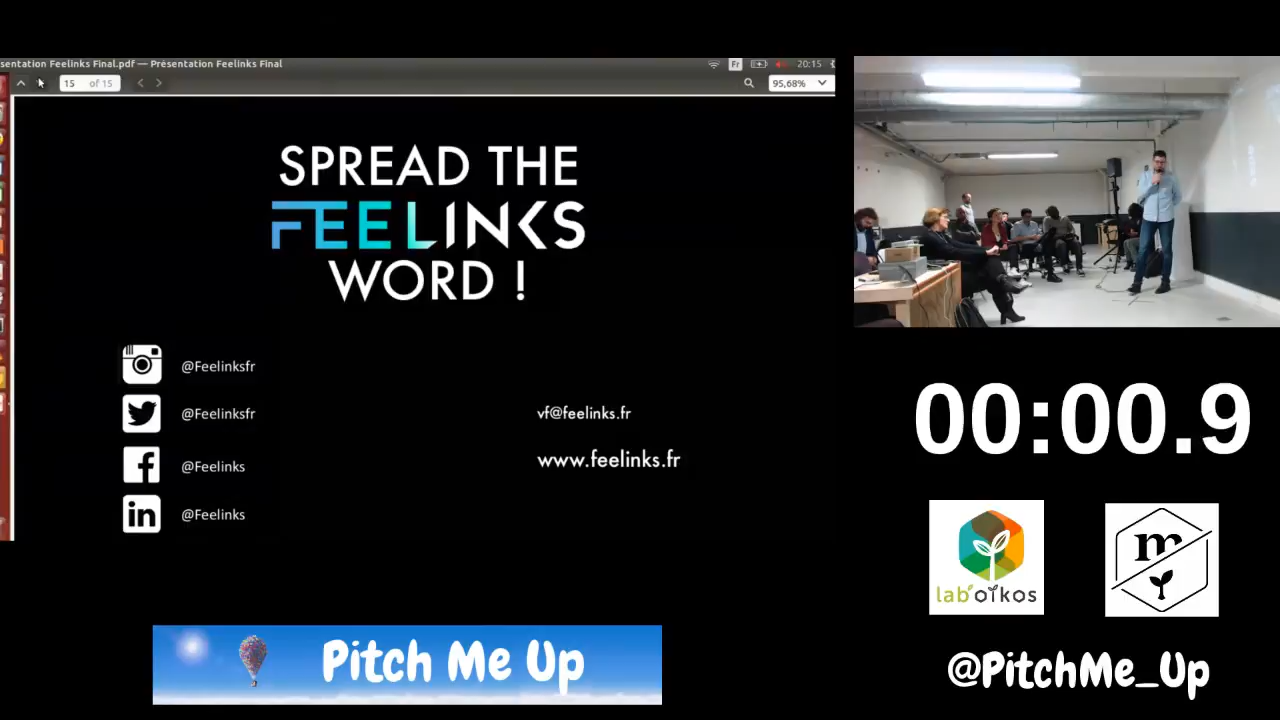 sentation Feelinks Final.pdf — Présentation Feelinks Final
Fr
20:15
15 of 15
95,68%
SPREAD THE
FEELINKS
WORD !
@Feelinksfr
@Feelinksfr
vf@feelinks.fr
@Feelinks
www.feelinks.fr
@Feelinks
00:00.9
lab'oïkos
m
Pitch Me Up
@PitchMe_Up